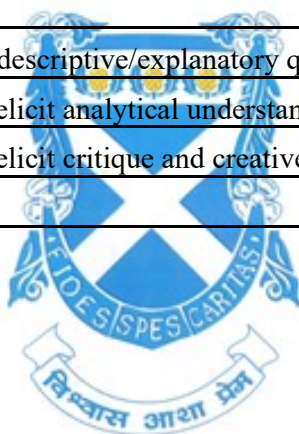 descriptive/explanatory q
elicit analytical understan
elicit critique and creative
FIDES SPES CARITAS
विश्वास आशा प्रेम